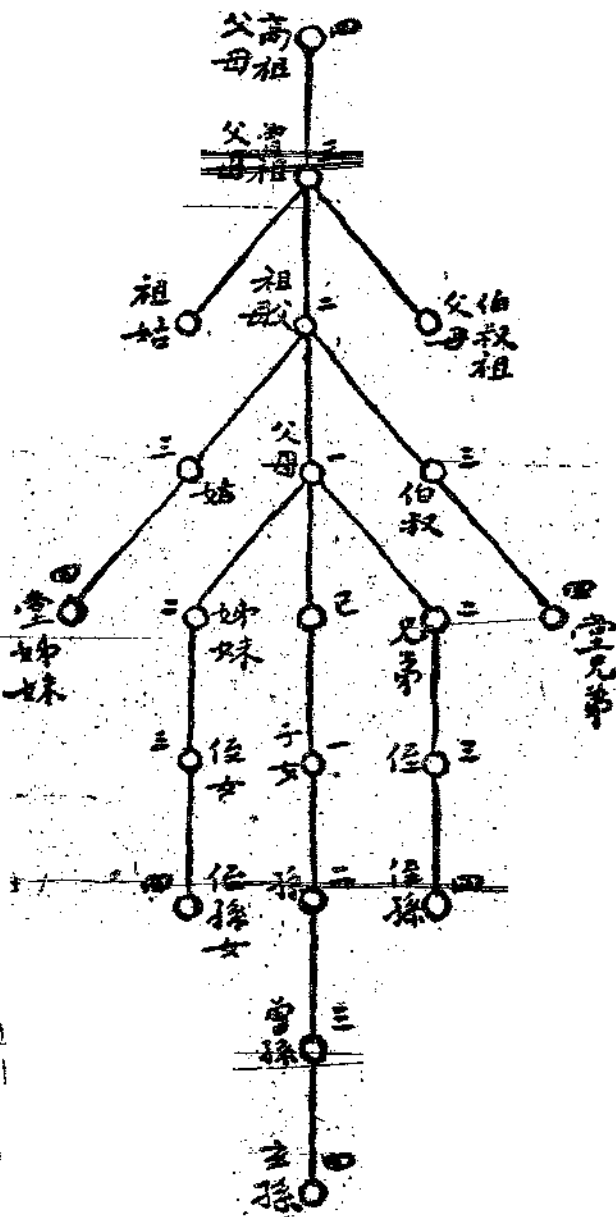 高祖父母 四
曾祖父母 三
祖姑
祖父母 二
伯叔祖父母
三 姑
父母 一
伯叔 三
四 堂姊妹
二 姊妹
己
兄弟 二
四 堂兄弟
三 侄女
子女 一
侄 三
四 侄孫女
孫 二
侄孫 四
曾孫 三
玄孫 四